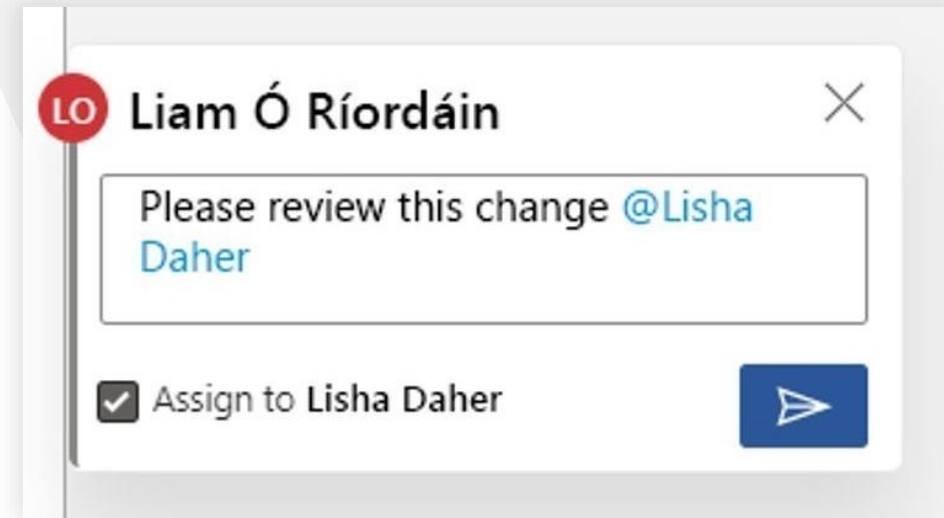 LO
Liam Ó Ríordáin
Please review this change @Lisha
Daher
Assign to Lisha Daher